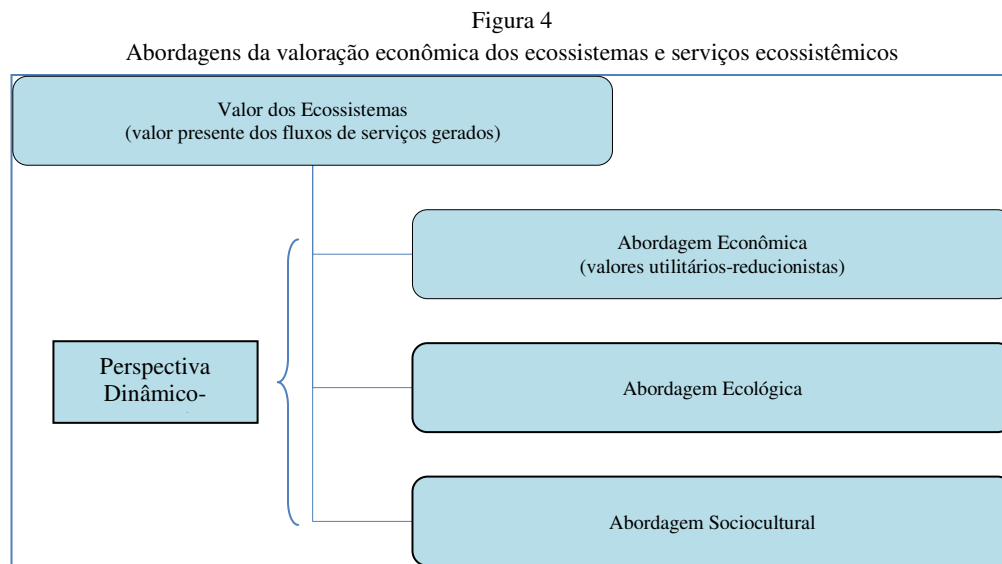 Figura 4
Abordagens da valoração econômica dos ecossistemas e serviços ecossistêmicos
Valor dos Ecossistemas
(valor presente dos fluxos de serviços gerados)
Abordagem Econômica
(valores utilitários-reducionistas)
Perspectiva
Dinâmico-
Abordagem Ecológica
Abordagem Sociocultural